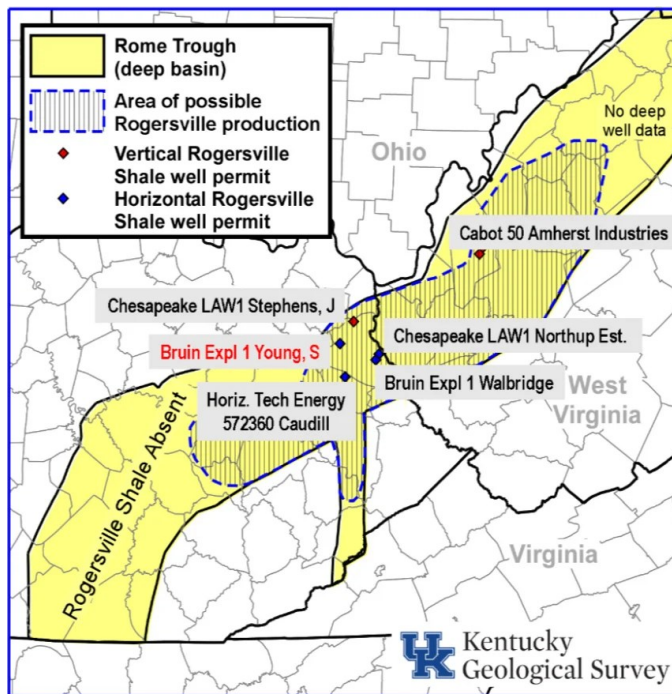 Rome Trough
(deep basin)
Area of possible
Rogersville production
Vertical Rogersville
Shale well permit
Horizontal Rogersville
Shale well permit
Ohio
No deep
well data
Cabot 50 Amherst Industries
Chesapeake LAW1 Stephens, J
Bruin Expl 1 Young, S
Chesapeake LAW1 Northup Est.
Horiz. Tech Energy
572360 Caudill
Bruin Expl 1 Walbridge
West
Virginia
Rogersville Shale Absent
Virginia
UK Kentucky
Geological Survey